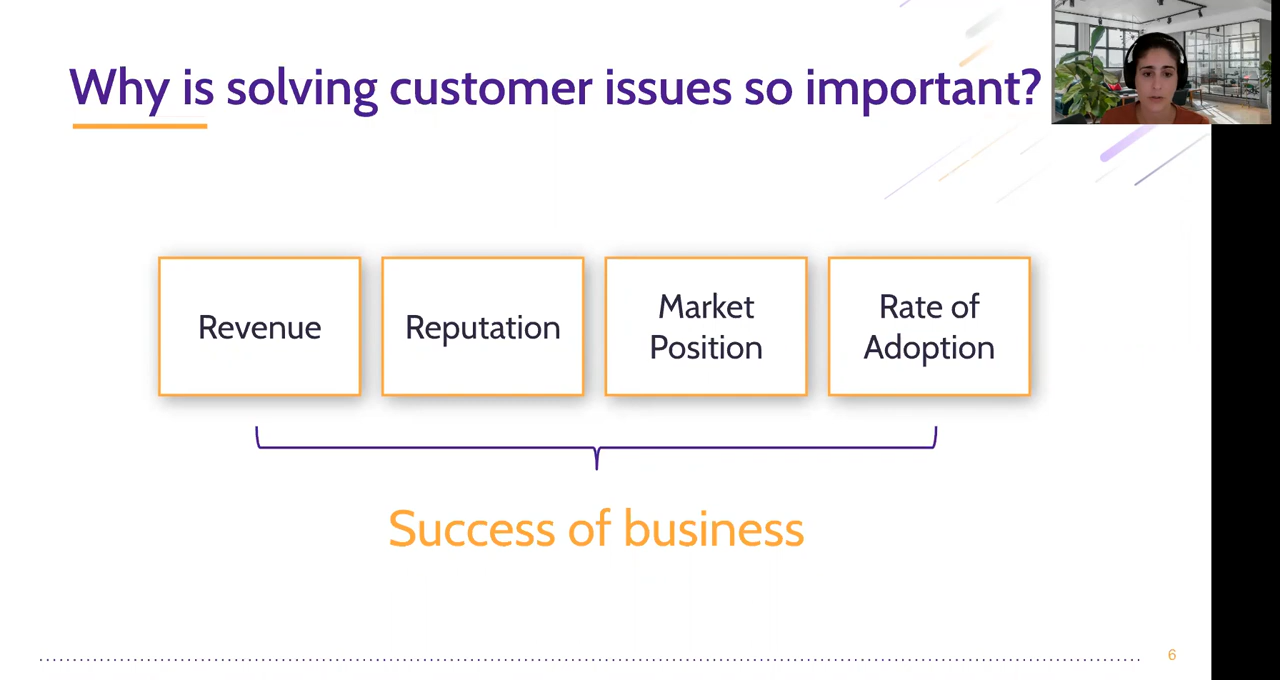 Why is solving customer issues so important?
Revenue
Reputation
Market
Position
Rate of
Adoption
Success of business
6